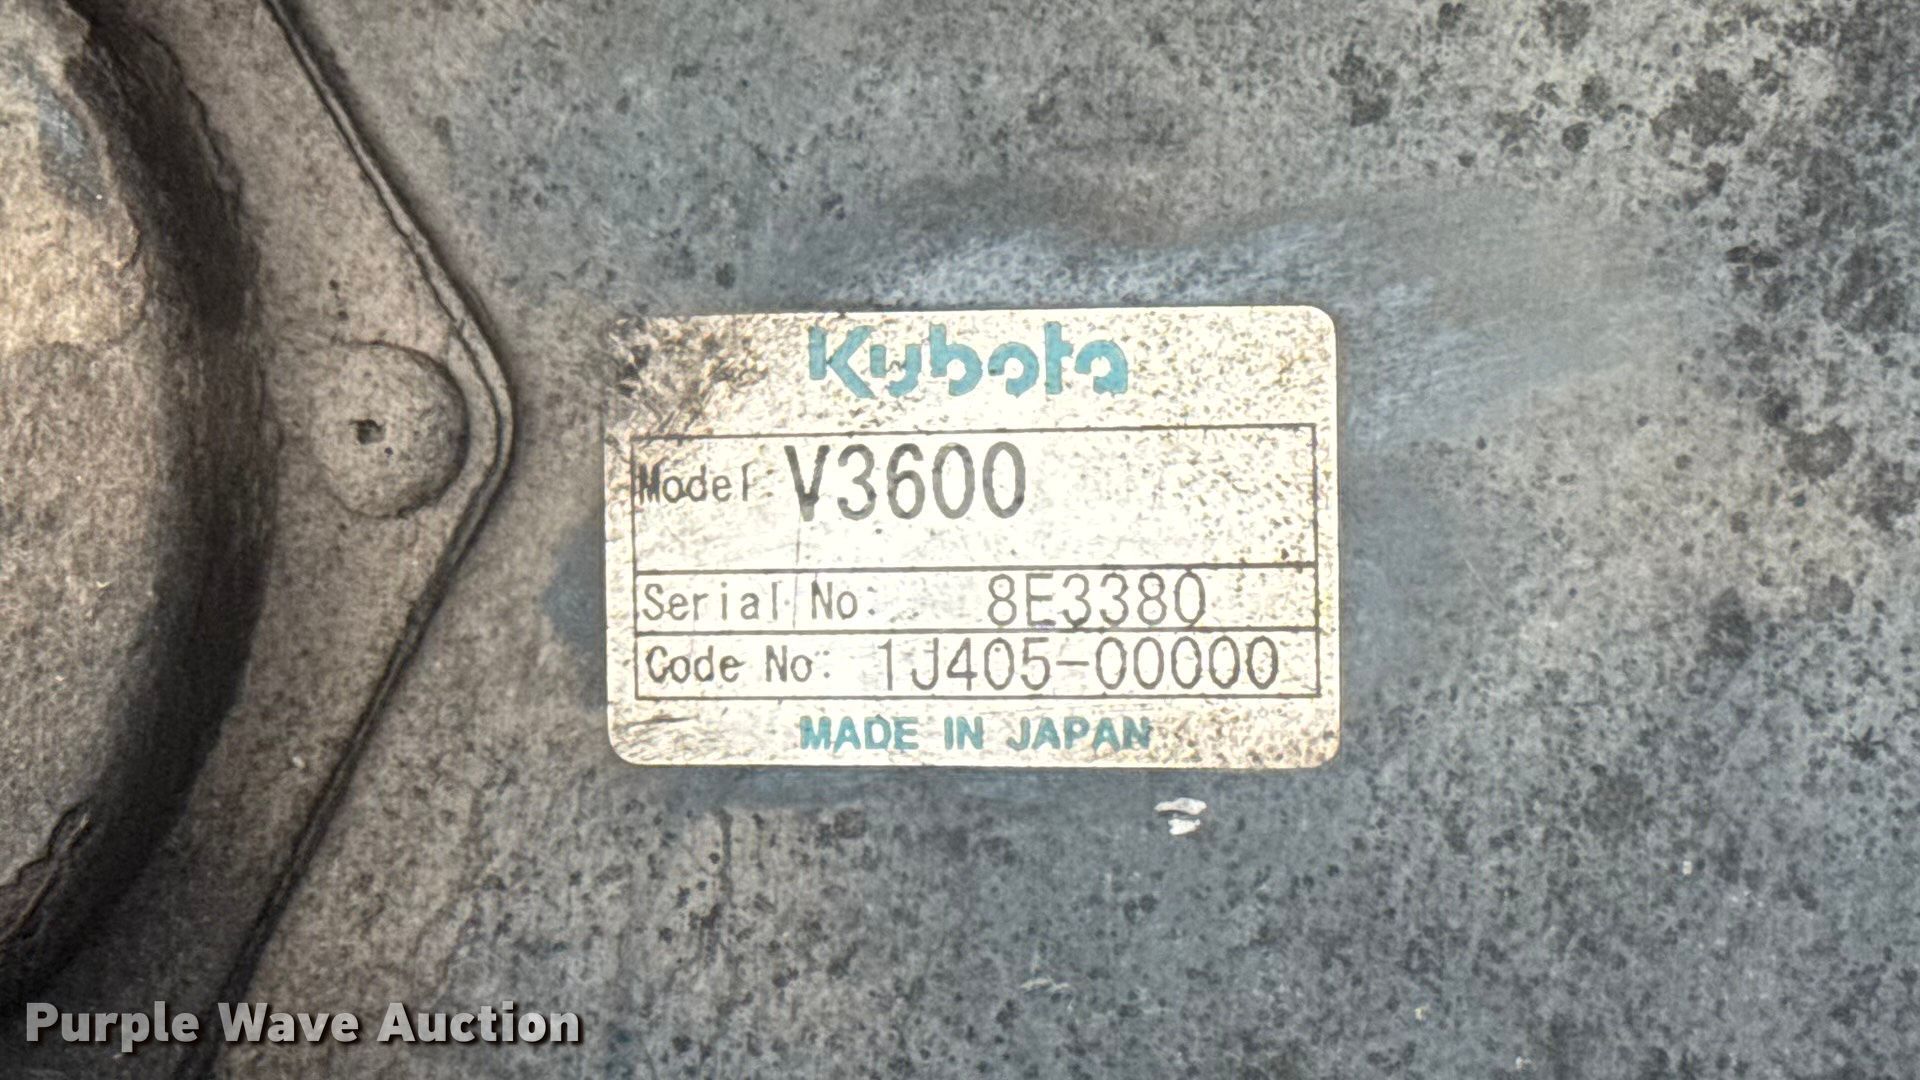 Kubota
Model V3600
Serial No. 8E3380
Code No. 1J405-00000
MADE IN JAPAN
Purple Wave Auction